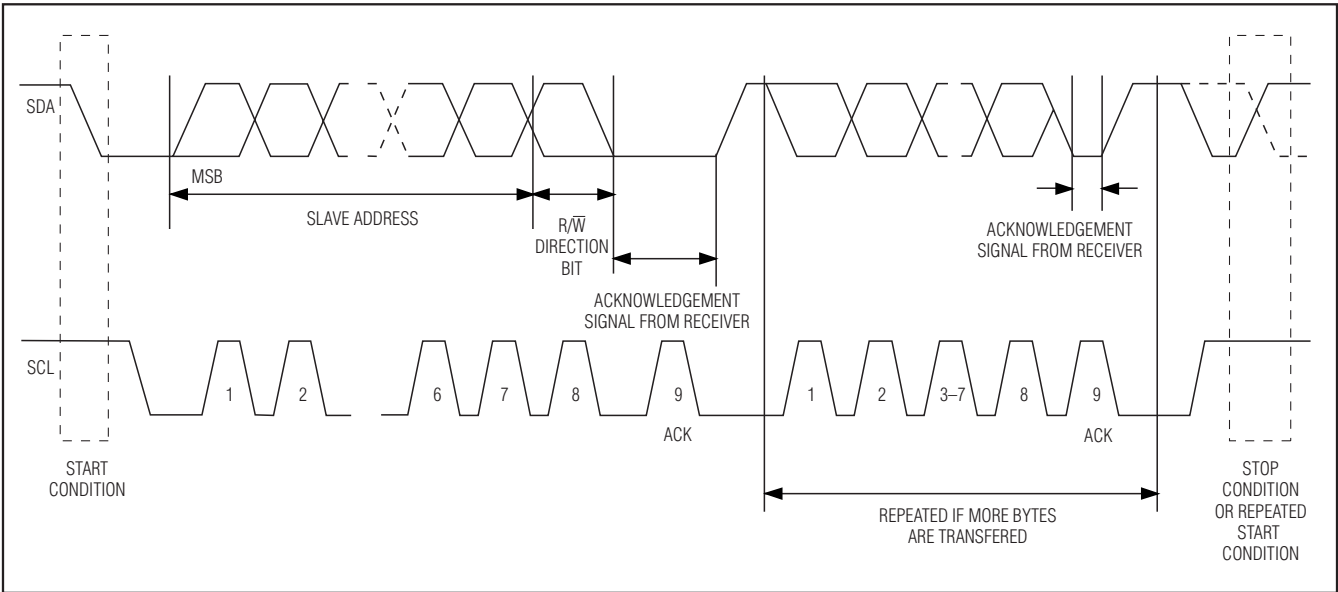 SDA
MSB
SLAVE ADDRESS
R/W̅
DIRECTION
BIT
ACKNOWLEDGEMENT
SIGNAL FROM RECEIVER
ACKNOWLEDGEMENT
SIGNAL FROM RECEIVER
SCL
1
2
6
7
8
9
1
2
3–7
8
9
ACK
ACK
START
CONDITION
REPEATED IF MORE BYTES
ARE TRANSFERED
STOP
CONDITION
OR REPEATED
START
CONDITION